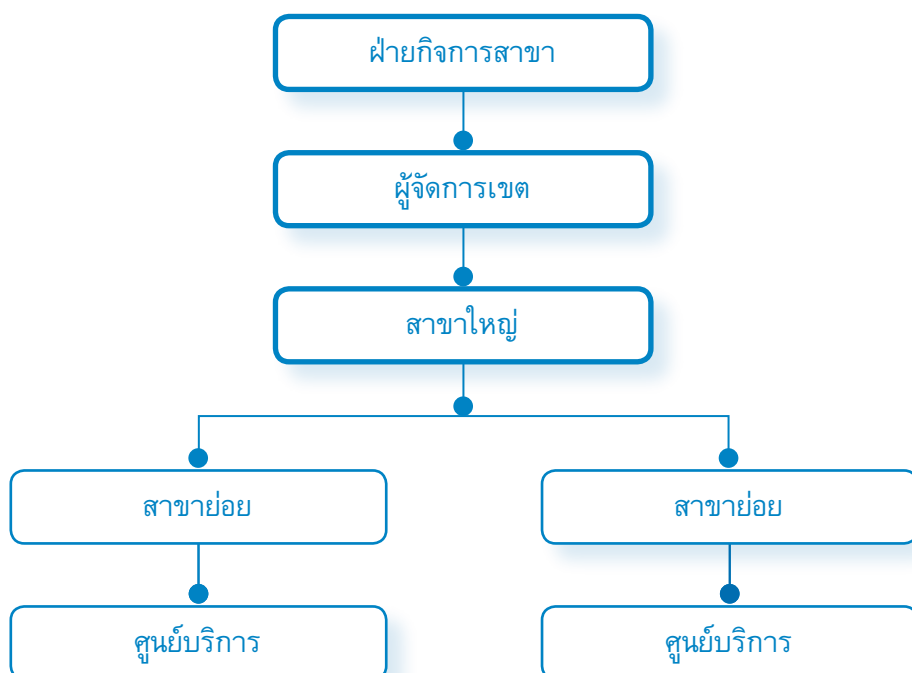 ฝ่ายกิจการสาขา
ผู้จัดการเขต
สาขาใหญ่
สาขาย่อย
สาขาย่อย
ศูนย์บริการ
ศูนย์บริการ